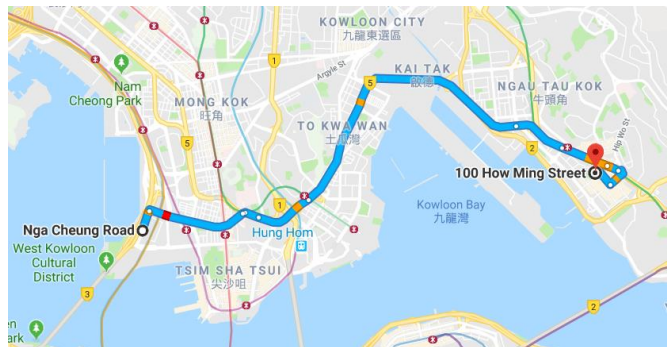 KOWLOON CITY
九龍東選區
1
Argyle St
Nam
Cheong Park
MONG KOK
旺角
5
5
KAI TAK
啟德
NGAU TAU KOK
牛頭角
Hip Wo St
TO KWA WAN
土瓜灣
2
100 How Ming Street
Kowloon Bay
九龍灣
2
1
Nga Cheung Road
Hung Hom
West Kowloon
Cultural
District
TSIM SHA TSUI
尖沙咀
3
2
ark